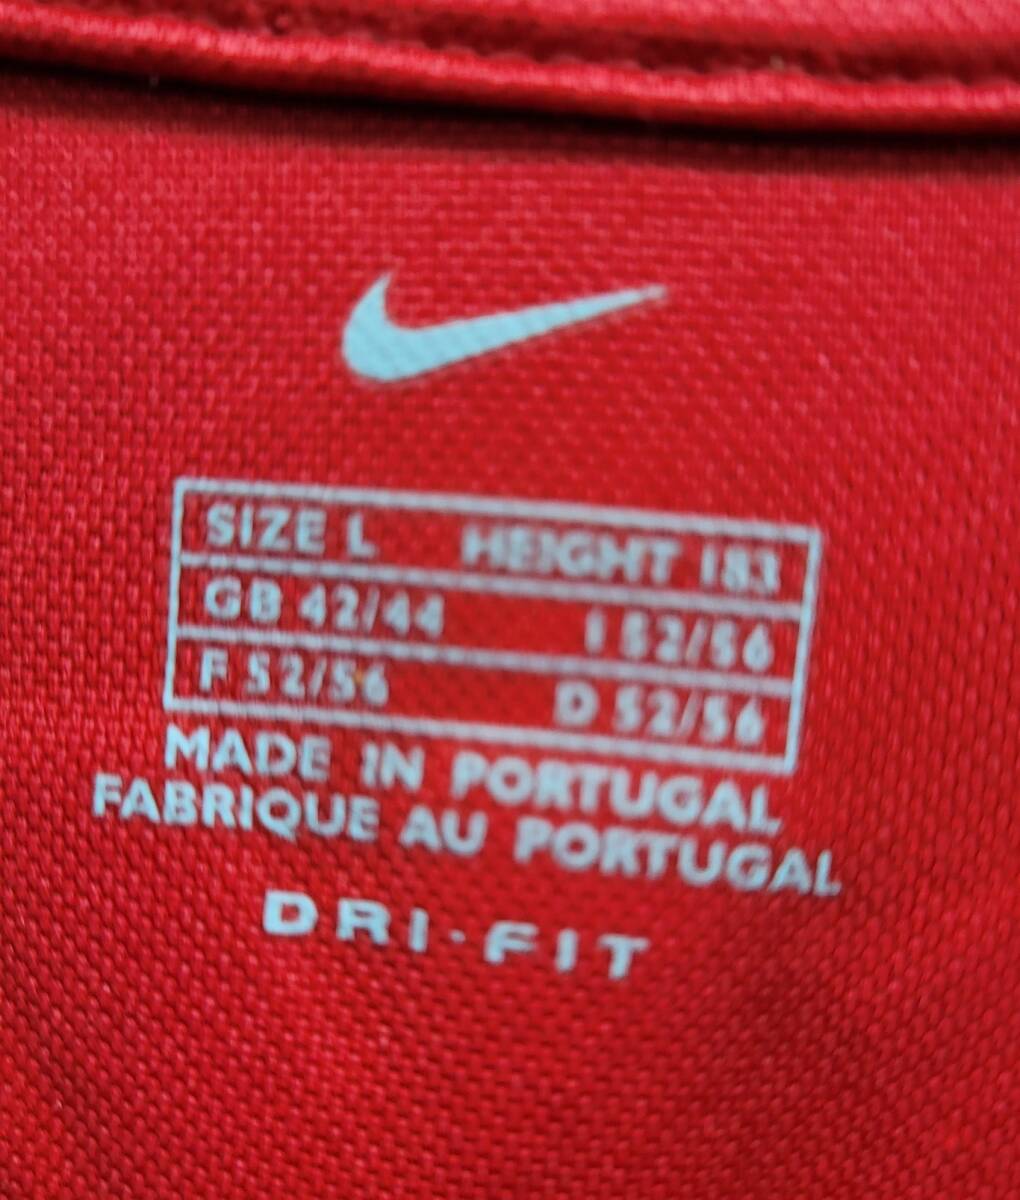 SIZE L HEIGHT 183
GB 42/44 I 52/56
F 52/56 D 52/56
MADE IN PORTUGAL
FABRIQUE AU PORTUGAL
DRI-FIT